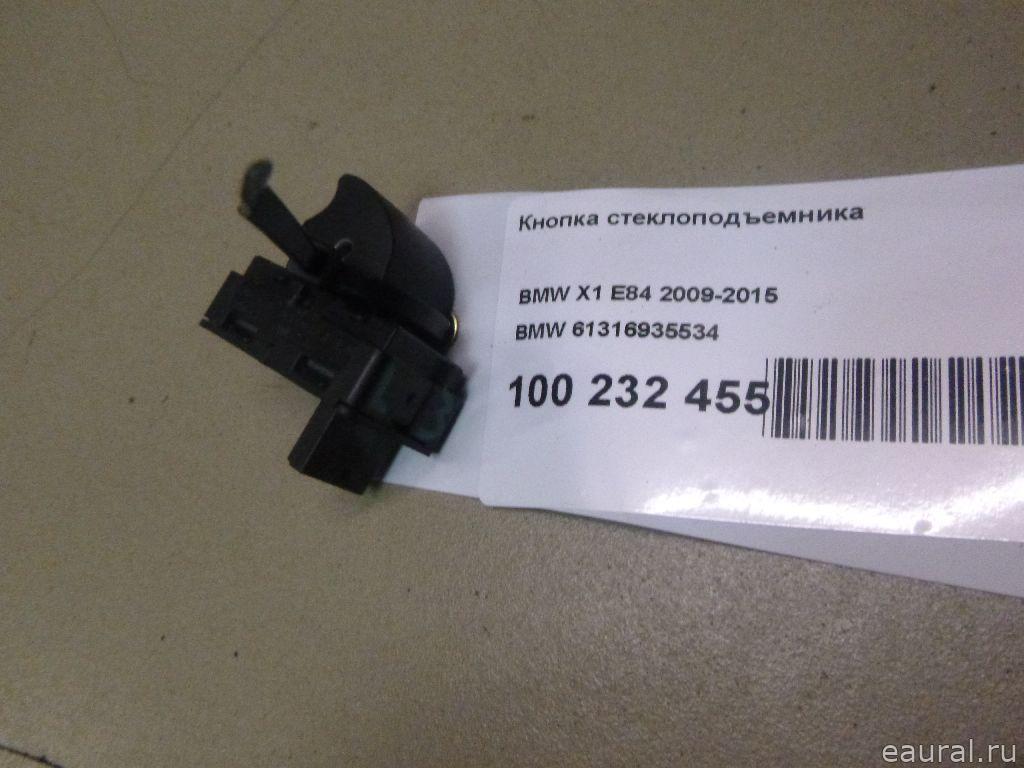 Кнопка стеклоподъемника
BMW X1 E84 2009-2015
BMW 61316935534
100 232 455
eaural.ru